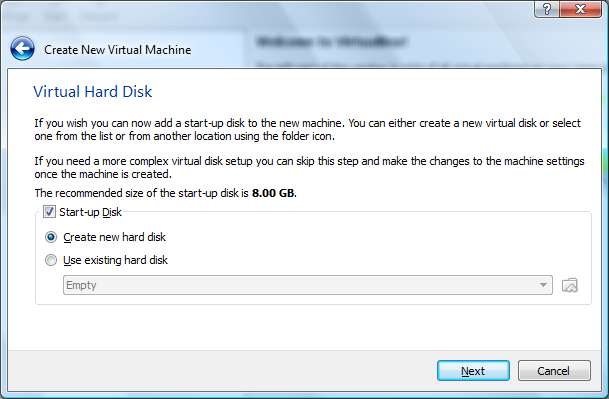 Welcome to VirtualBox!
Create New Virtual Machine
Virtual Hard Disk
If you wish you can now add a start-up disk to the new machine. You can either create a new virtual disk or select
one from the list or from another location using the folder icon.
If you need a more complex virtual disk setup you can skip this step and make the changes to the machine settings
once the machine is created.
The recommended size of the start-up disk is 8.00 GB.
Start-up Disk
Create new hard disk
Use existing hard disk
Empty
Next
Cancel